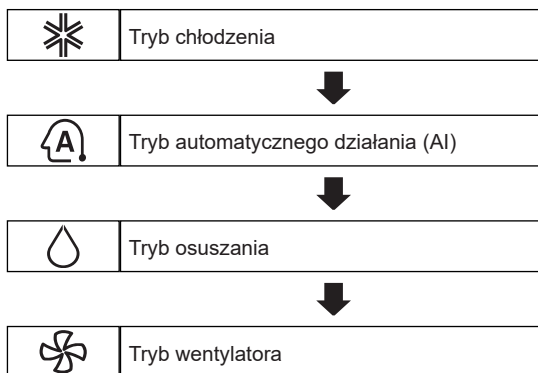 Tryb chłodzenia
A
Tryb automatycznego działania (AI)
Tryb osuszania
Tryb wentylatora